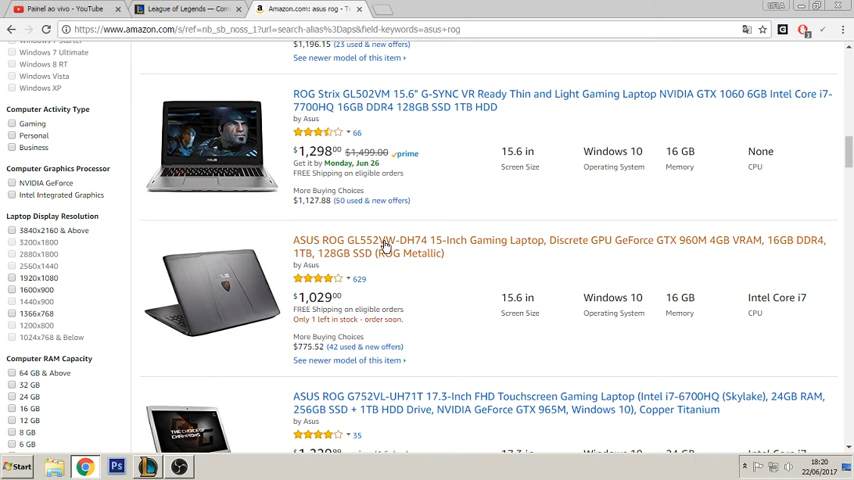 Painel ao vivo - YouTube
League of Legends — Com
Amazon.com: asus rog - T
https://www.amazon.com/s/ref=nb_sb_noss_1?url=search-alias%3Daps&field-keywords=asus+rog
Windows 7 Ultimate
Windows 8 RT
Windows Vista
Windows XP
Computer Activity Type
Gaming
Personal
Business
Computer Graphics Processor
NVIDIA GeForce
Intel Integrated Graphics
Laptop Display Resolution
3840x2160 & Above
3200x1800
2880x1800
2560x1440
1920x1080
1600x900
1440x900
1366x768
1200x800
1024x768 & Below
Computer RAM Capacity
64 GB & Above
32 GB
24 GB
16 GB
12 GB
8 GB
6 GB
$1,196.15 (23 used & new offers)
See newer model of this item
ROG Strix GL502VM 15.6" G-SYNC VR Ready Thin and Light Gaming Laptop NVIDIA GTX 1060 6GB Intel Core i7-
7700HQ 16GB DDR4 128GB SSD 1TB HDD
by Asus
66
$1,298.00 $1,499.00 prime
Get it by Monday, Jun 26
FREE Shipping on eligible orders
More Buying Choices
$1,127.88 (50 used & new offers)
15.6 in Windows 10 16 GB None
Screen Size Operating System Memory CPU
ASUS ROG GL552VW-DH74 15-Inch Gaming Laptop, Discrete GPU GeForce GTX 960M 4GB VRAM, 16GB DDR4,
1TB, 128GB SSD (ROG Metallic)
by Asus
629
$1,029.00
FREE Shipping on eligible orders
Only 1 left in stock - order soon.
More Buying Choices
$775.52 (42 used & new offers)
See newer model of this item
15.6 in Windows 10 16 GB Intel Core i7
Screen Size Operating System Memory CPU
ASUS ROG G752VL-UH71T 17.3-Inch FHD Touchscreen Gaming Laptop (Intel i7-6700HQ (Skylake), 24GB RAM,
256GB SSD + 1TB HDD Drive, NVIDIA GeForce GTX 965M, Windows 10), Copper Titanium
by Asus
35
Start
Ps
18:20
22/06/2017